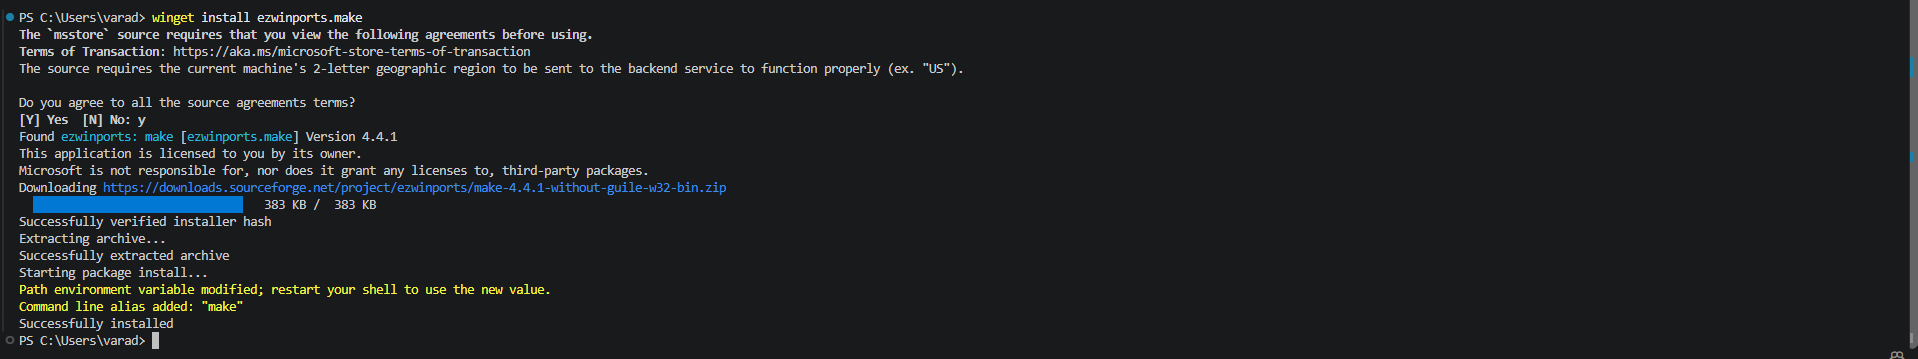 PS C:\Users\varad> winget install ezwinports.make
The `msstore` source requires that you view the following agreements before using.
Terms of Transaction: https://aka.ms/microsoft-store-terms-of-transaction
The source requires the current machine's 2-letter geographic region to be sent to the backend service to function properly (ex. "US").
Do you agree to all the source agreements terms?
[Y] Yes  [N] No: y
Found ezwinports: make [ezwinports.make] Version 4.4.1
This application is licensed to you by its owner.
Microsoft is not responsible for, nor does it grant any licenses to, third-party packages.
Downloading https://downloads.sourceforge.net/project/ezwinports/make-4.4.1-without-guile-w32-bin.zip
383 KB /  383 KB
Successfully verified installer hash
Extracting archive...
Successfully extracted archive
Starting package install...
Path environment variable modified; restart your shell to use the new value.
Command line alias added: "make"
Successfully installed
PS C:\Users\varad>